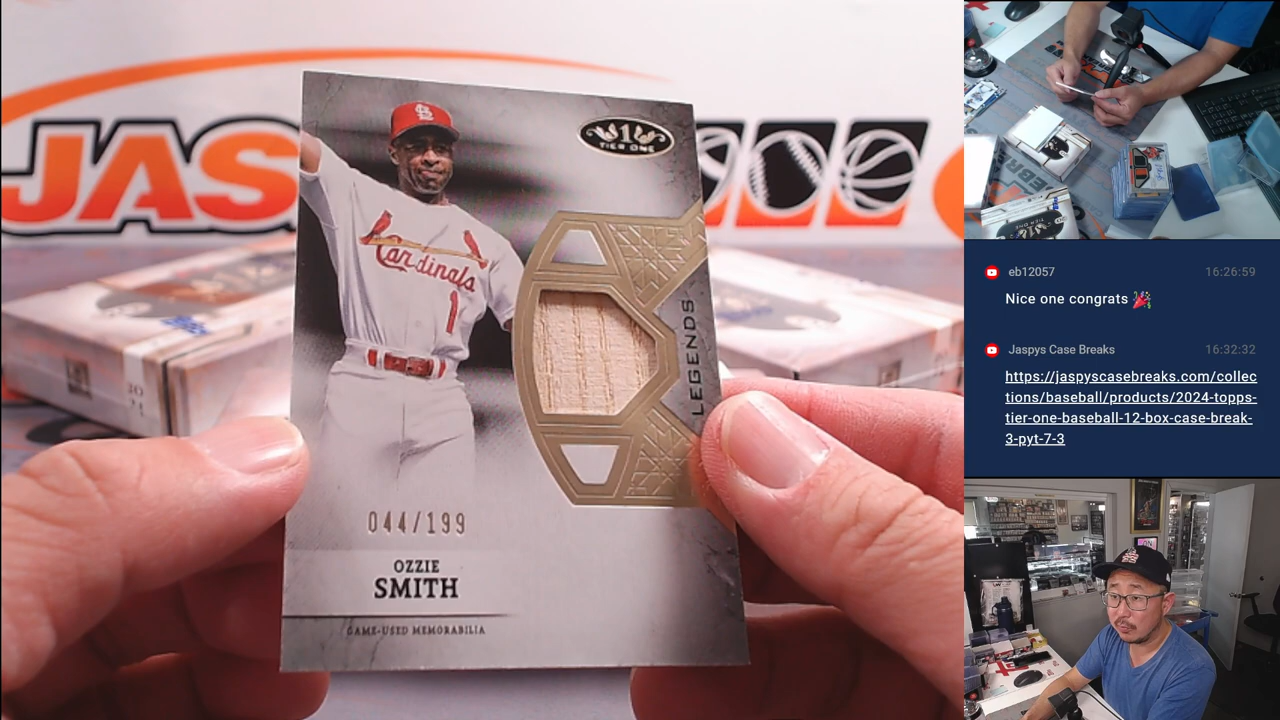 JAS
1
TIER ONE
Cardinals
1
LEGENDS
044/199
OZZIE
SMITH
GAME-USED MEMORABILIA
eb12057 16:26:59
Nice one congrats 🎉
Jaspys Case Breaks 16:32:32
https://jaspyscasebreaks.com/collec
tions/baseball/products/2024-topps-
tier-one-baseball-12-box-case-break-
3-pyt-7-3